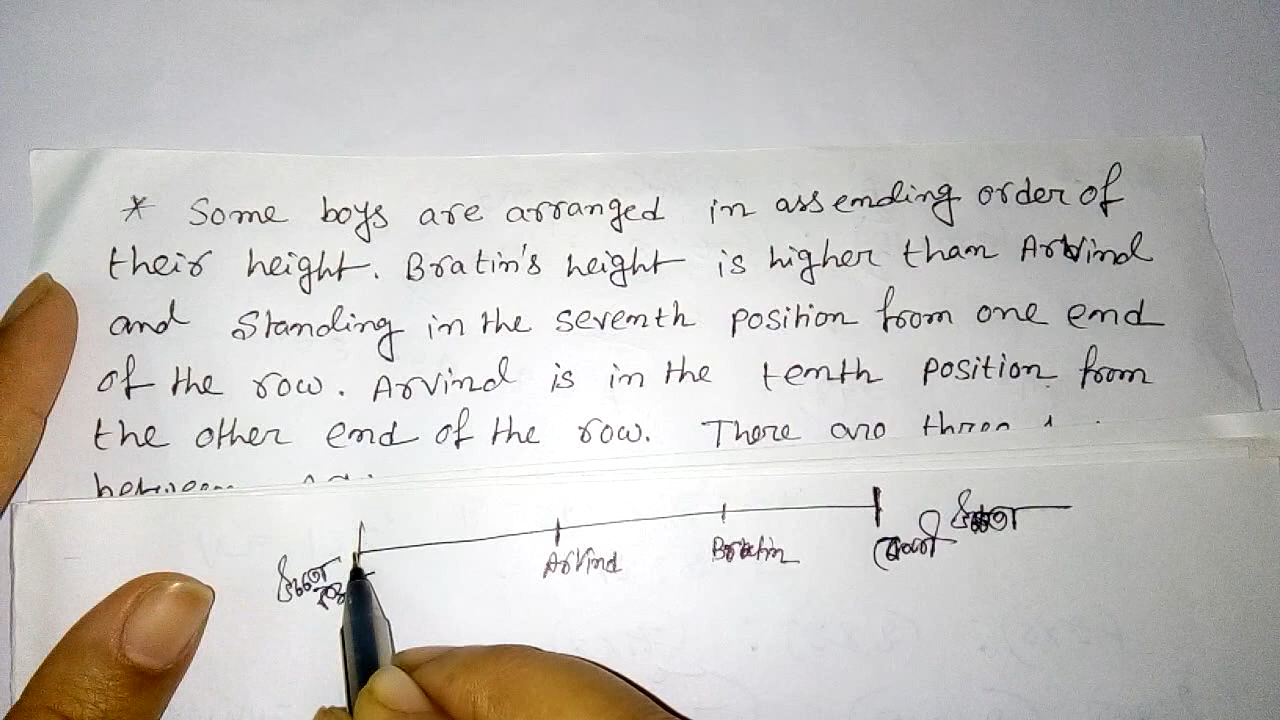 * Some boys are arranged in assending order of
their height. Bratin's height is higher than Arvind
and standing in the seventh position from one end
of the row. Arvind is in the tenth position from
the other end of the row. There are three
Arvind Bratin